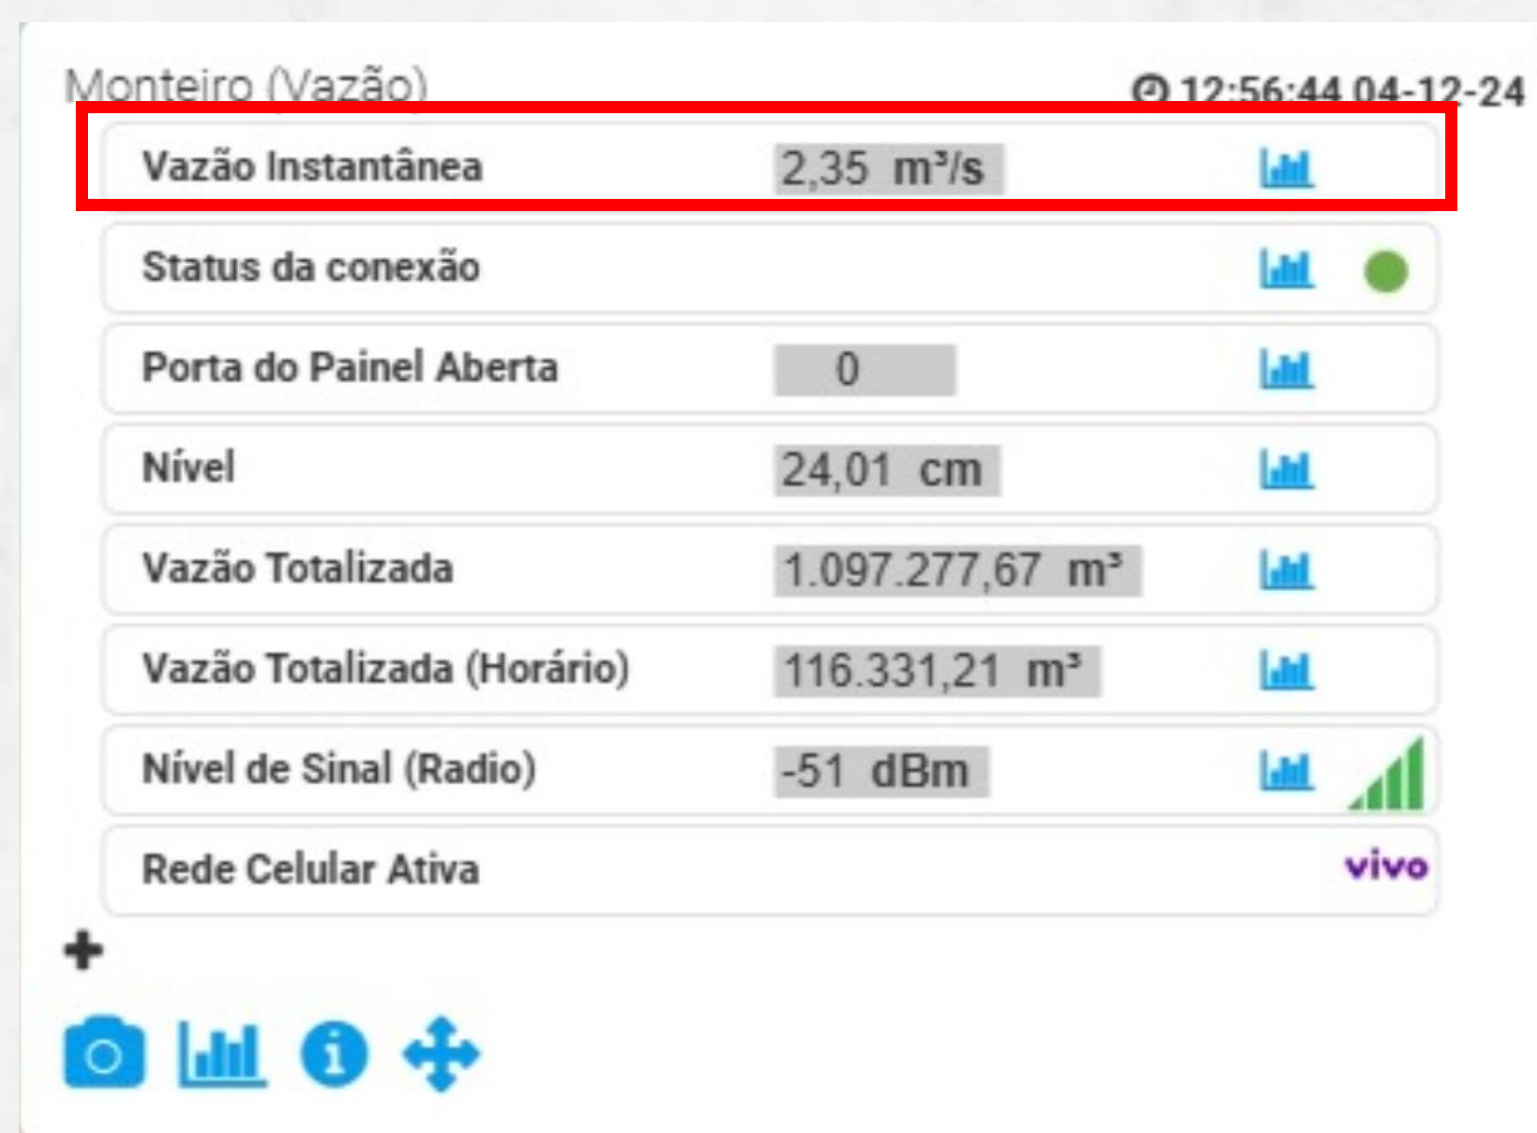 Monteiro (Vazão) 12:56:44 04-12-24
Vazão Instantânea 2,35 m³/s
Status da conexão
Porta do Painel Aberta 0
Nível 24,01 cm
Vazão Totalizada 1.097.277,67 m³
Vazão Totalizada (Horário) 116.331,21 m³
Nível de Sinal (Radio) -51 dBm
Rede Celular Ativa vivo